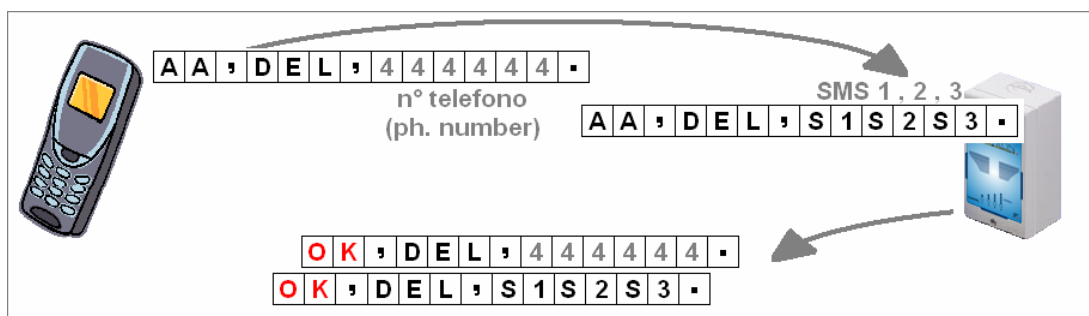 AA,DEL,444444.
n° telefono
(ph. number)
SMS 1 , 2 , 3
AA,DEL,S1S2S3.
OK,DEL,444444.
OK,DEL,S1S2S3.